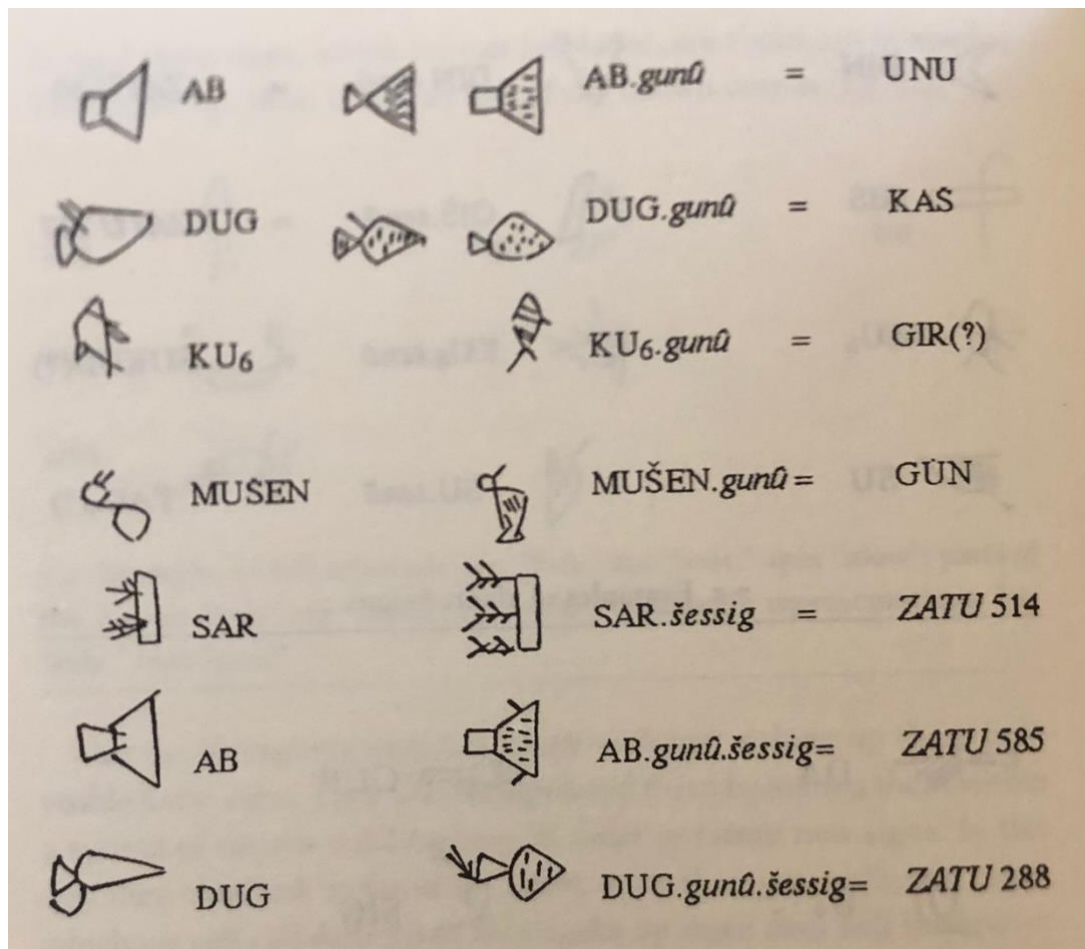 AB AB.gunû = UNU
DUG DUG.gunû = KAŠ
KU₆ KU₆.gunû = GIR(?)
MUŠEN MUŠEN.gunû = GÙN
SAR SAR.šessig = ZATU 514
AB AB.gunû.šessig= ZATU 585
DUG DUG.gunû.šessig= ZATU 288